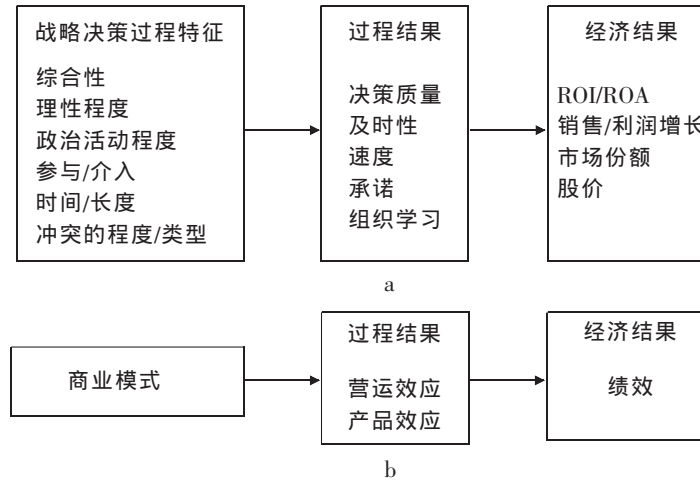 战略决策过程特征
综合性
理性程度
政治活动程度
参与/介入
时间/长度
冲突的程度/类型
过程结果
决策质量
及时性
速度
承诺
组织学习
经济结果
ROI/ROA
销售/利润增长
市场份额
股价
a
商业模式
过程结果
营运效应
产品效应
经济结果
绩效
b